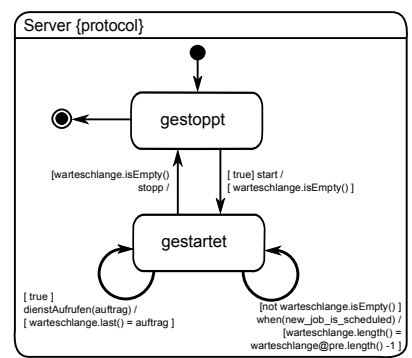 Server {protocol}
gestoppt
[warteschlange.isEmpty()
stopp /
[ true] start /
[ warteschlange.isEmpty() ]
gestartet
[ true ]
dienstAufrufen(auftrag) /
[ warteschlange.last() = auftrag ]
[not warteschlange.isEmpty() ]
when(new_job_is_scheduled) /
[warteschlange.length() =
warteschlange@pre.length() -1 ]